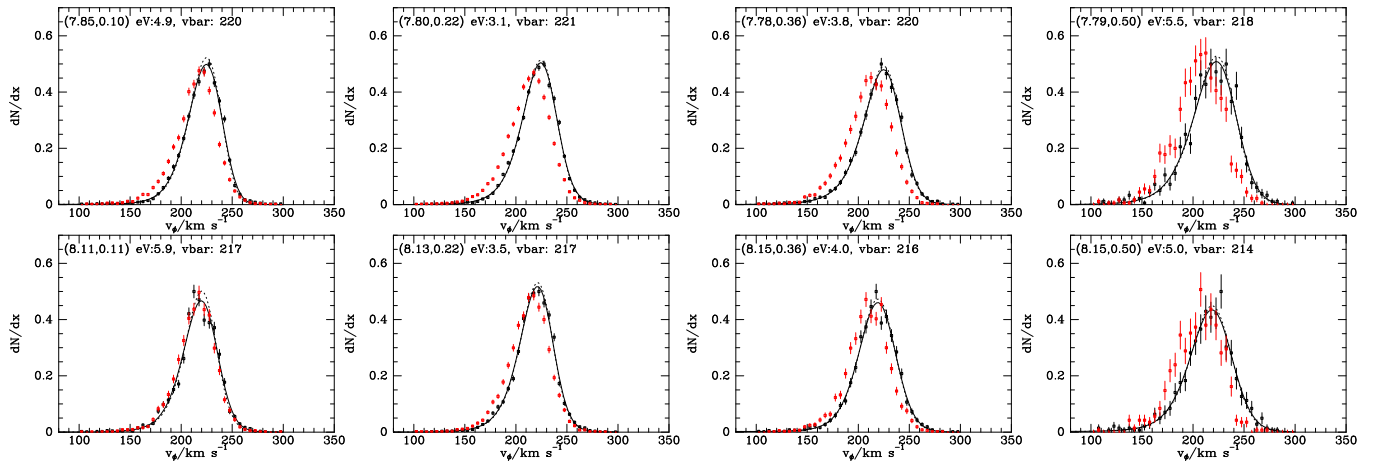 (7.85,0.10) eV:4.9, vbar: 220
0.6
0.4
0.2
0
dN/dx
100 150 200 250 300 350
v_ϕ/km s⁻¹
(7.80,0.22) eV:3.1, vbar: 221
0.6
0.4
0.2
0
dN/dx
100 150 200 250 300 350
v_ϕ/km s⁻¹
(7.78,0.36) eV:3.8, vbar: 220
0.6
0.4
0.2
0
dN/dx
100 150 200 250 300 350
v_ϕ/km s⁻¹
(7.79,0.50) eV:5.5, vbar: 218
0.6
0.4
0.2
0
dN/dx
100 150 200 250 300 350
v_ϕ/km s⁻¹
(8.11,0.11) eV:5.9, vbar: 217
0.6
0.4
0.2
0
dN/dx
100 150 200 250 300 350
v_ϕ/km s⁻¹
(8.13,0.22) eV:3.5, vbar: 217
0.6
0.4
0.2
0
dN/dx
100 150 200 250 300 350
v_ϕ/km s⁻¹
(8.15,0.36) eV:4.0, vbar: 216
0.6
0.4
0.2
0
dN/dx
100 150 200 250 300 350
v_ϕ/km s⁻¹
(8.15,0.50) eV:5.0, vbar: 214
0.6
0.4
0.2
0
dN/dx
100 150 200 250 300 350
v_ϕ/km s⁻¹